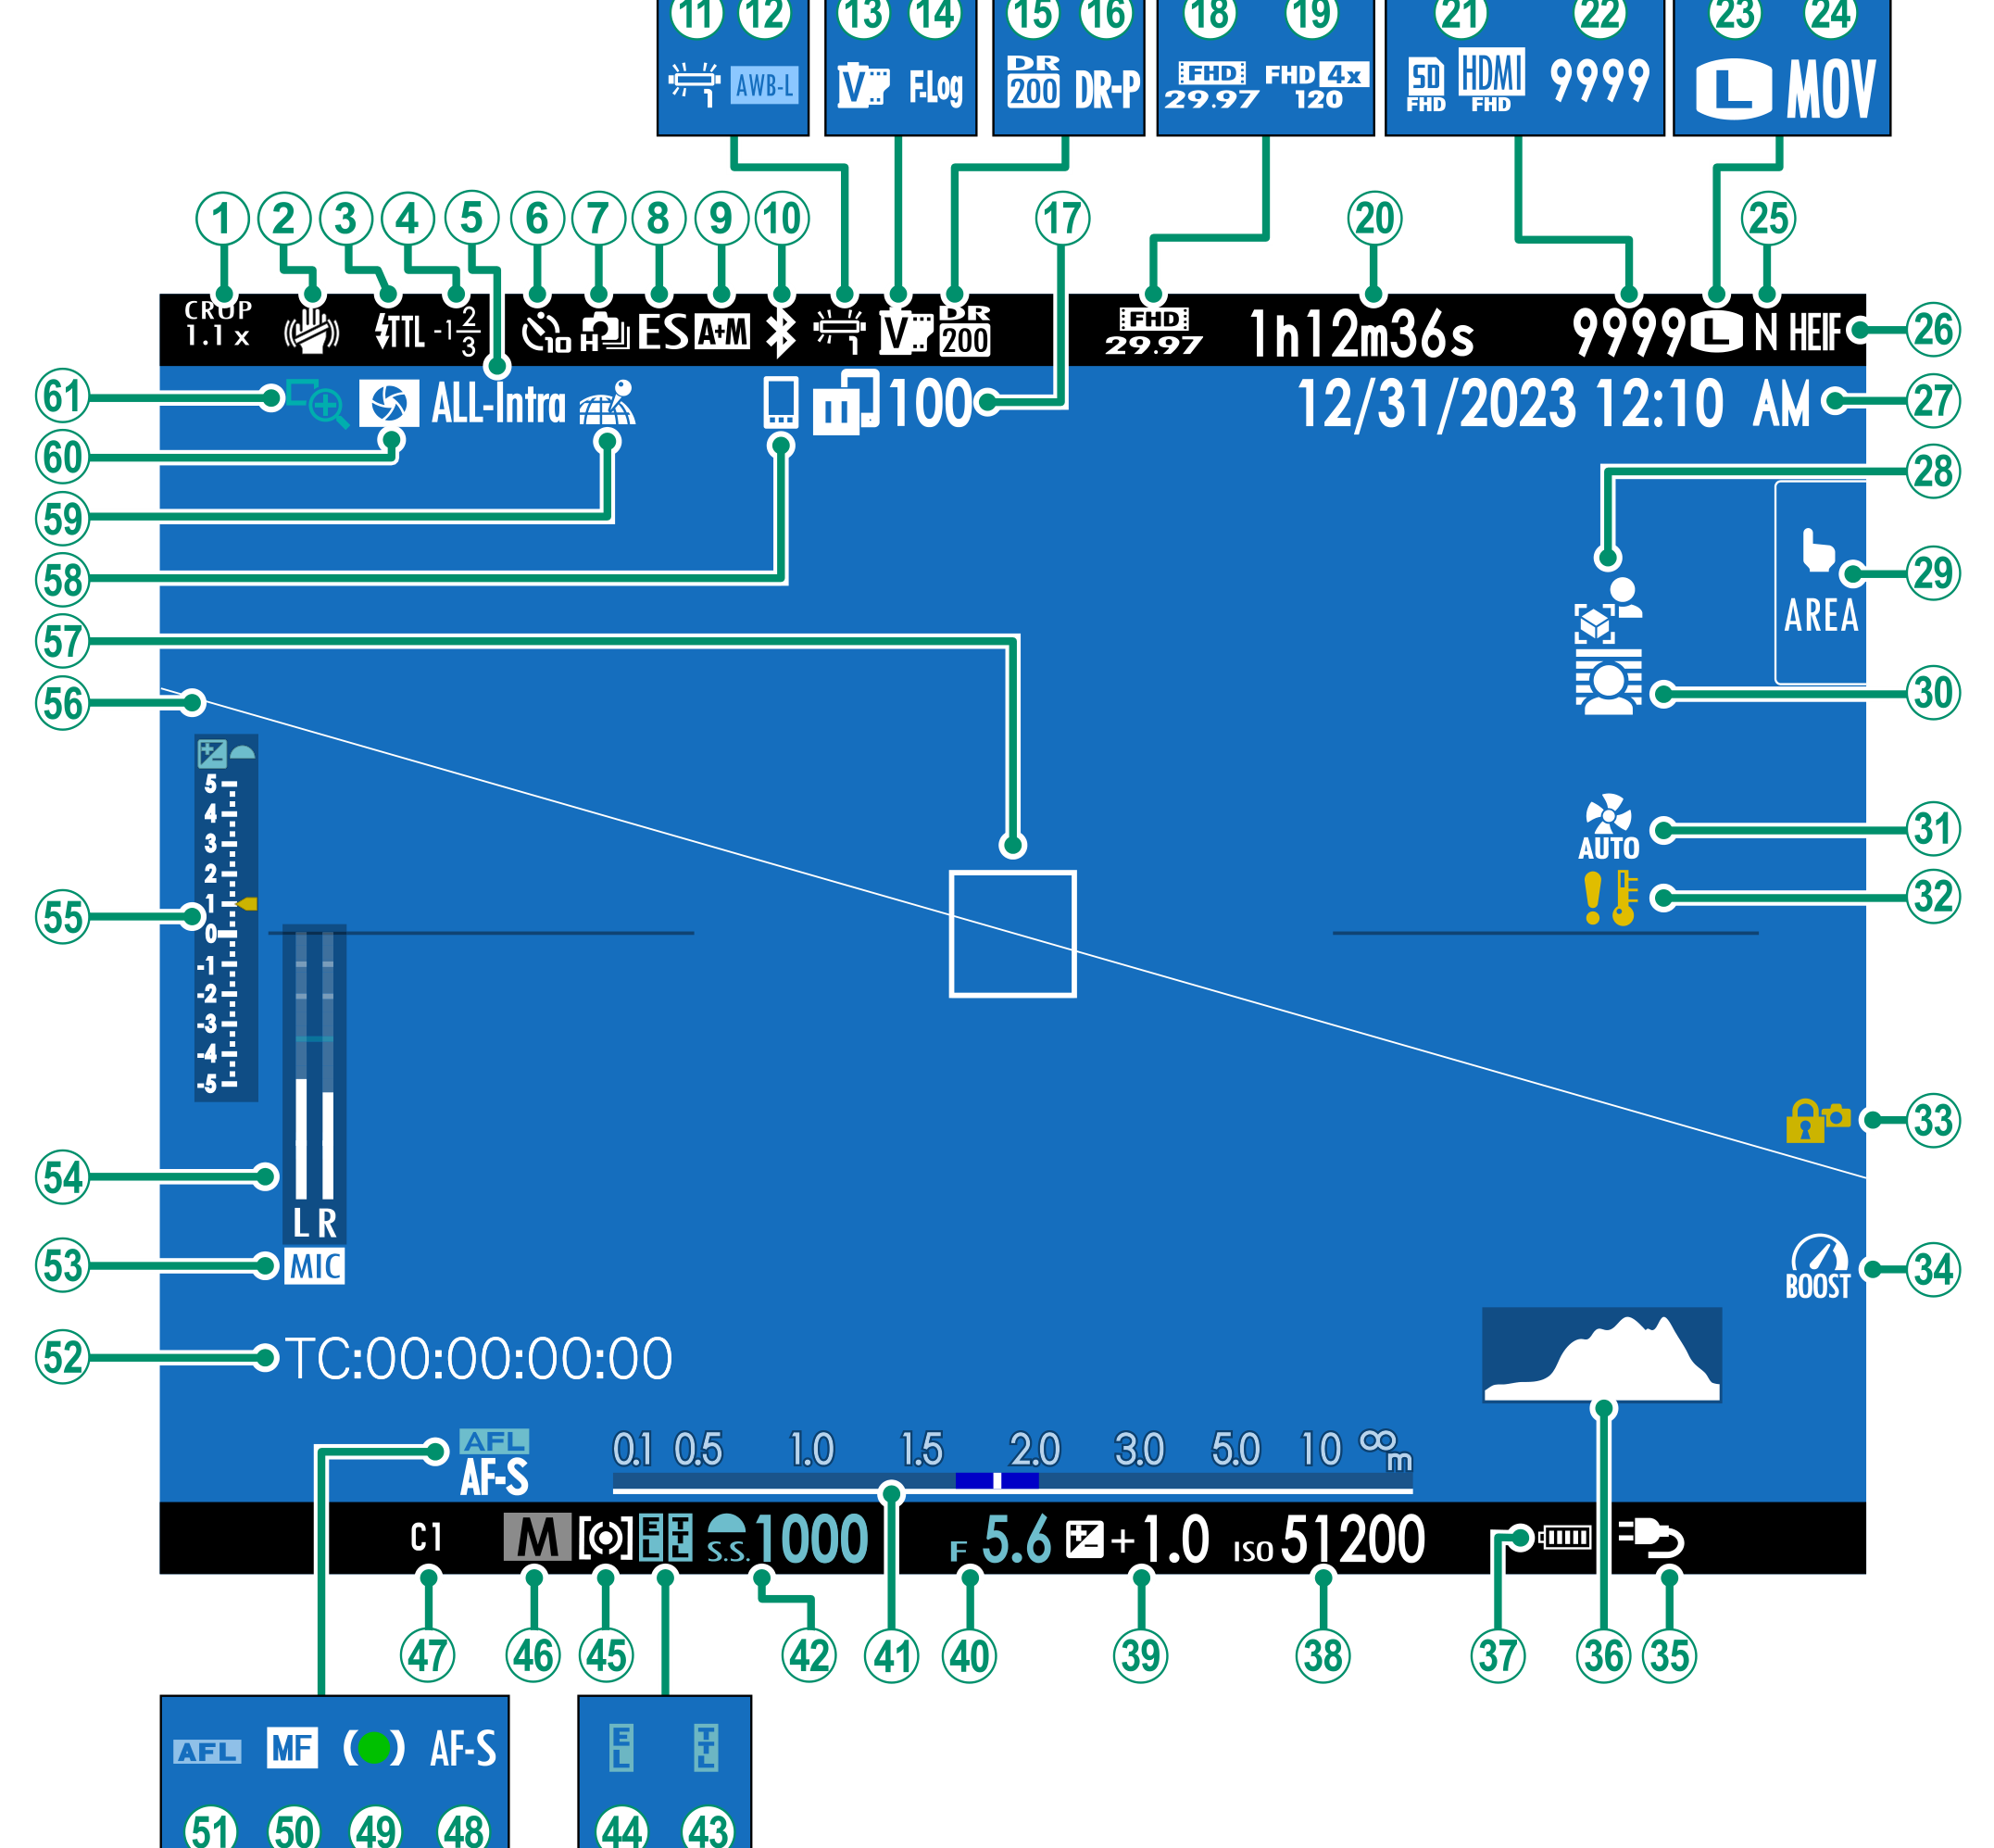 11 12 13 14 15 16 18 19 21 22 23 24
AWB-L
V F-Log
DR 200 DR-P
FHD 29.97 FHD 4x 120
SD FHD HDMI FHD 9999
L MOV
1 2 3 4 5 6 7 8 9 10 17 20 25
CROP 1.1 x TTL -1 2/3 10 H ES A+M 1 V DR 200 FHD 29.97 1h12m36s 9999 L N HEIF
26
61 ALL-Intra 100 12/31/2023 12:10 AM 27
60
28
59
58
29
AREA
57
56
30
5
4
3
2
1
0
-1
-2
-3
-4
-5
31
AUTO
32
55
33
54
L R
53
MIC
34
BOOST
52
TC:00:00:00:00
AFL
AF-S
0.1 0.5 1.0 1.5 2.0 3.0 5.0 10 ∞ m
C1 M EL TTL S.S. 1000 F 5.6 +1.0 ISO 51200
47 46 45 42 41 40 39 38 37 36 35
AFL MF AF-S
EL TTL
51 50 49 48 44 43